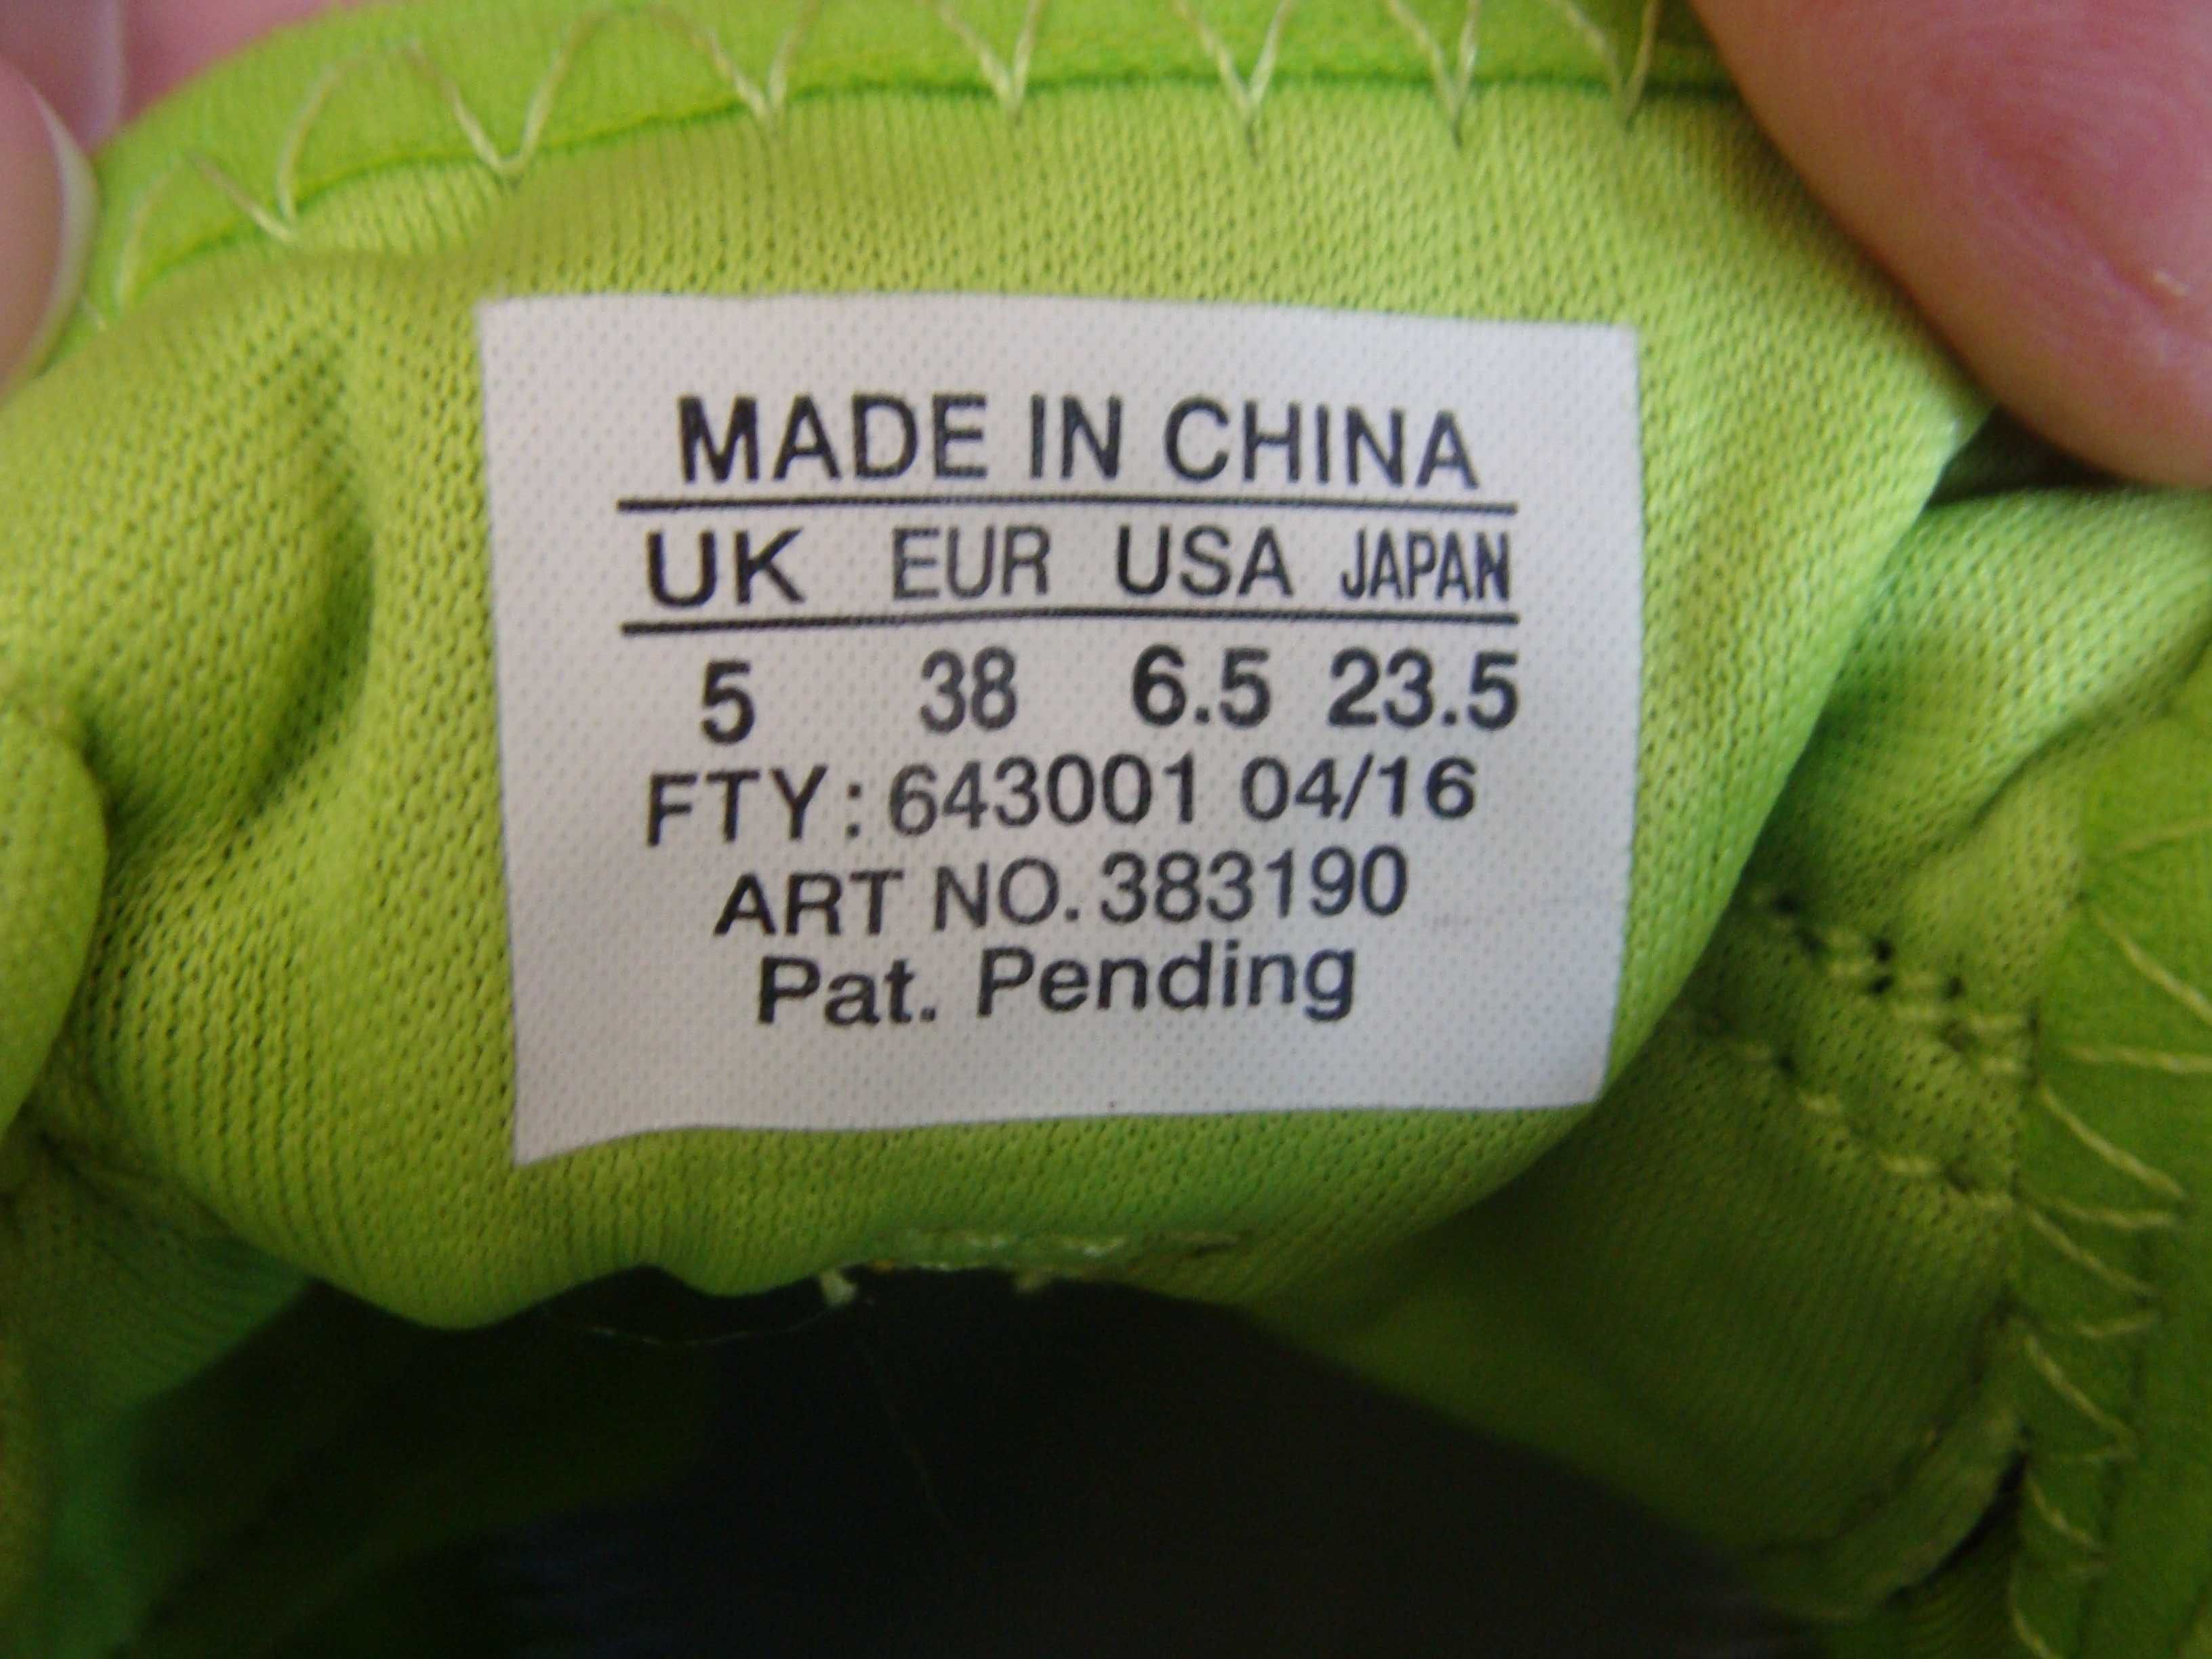 MADE IN CHINA
UK EUR USA JAPAN
5 38 6.5 23.5
FTY: 643001 04/16
ART NO. 383190
Pat. Pending